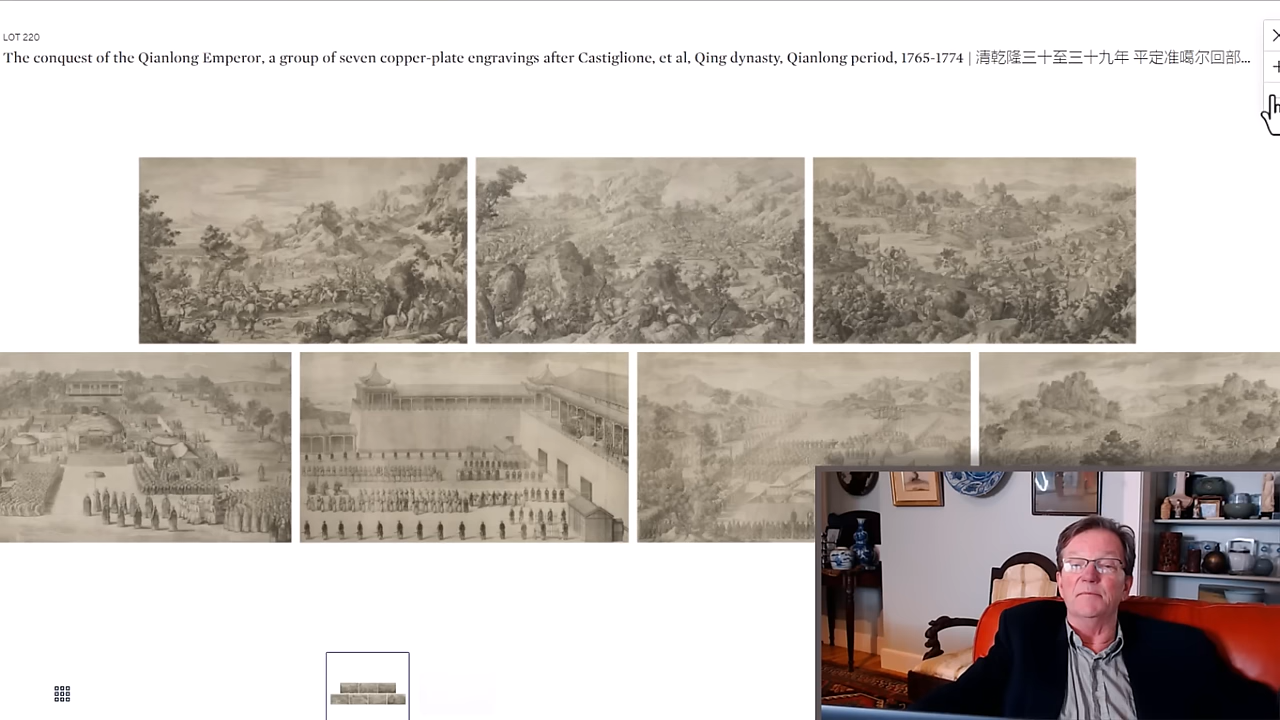 LOT 220
The conquest of the Qianlong Emperor, a group of seven copper-plate engravings after Castiglione, et al, Qing dynasty, Qianlong period, 1765-1774 | 清乾隆三十至三十九年 平定准噶尔回部...